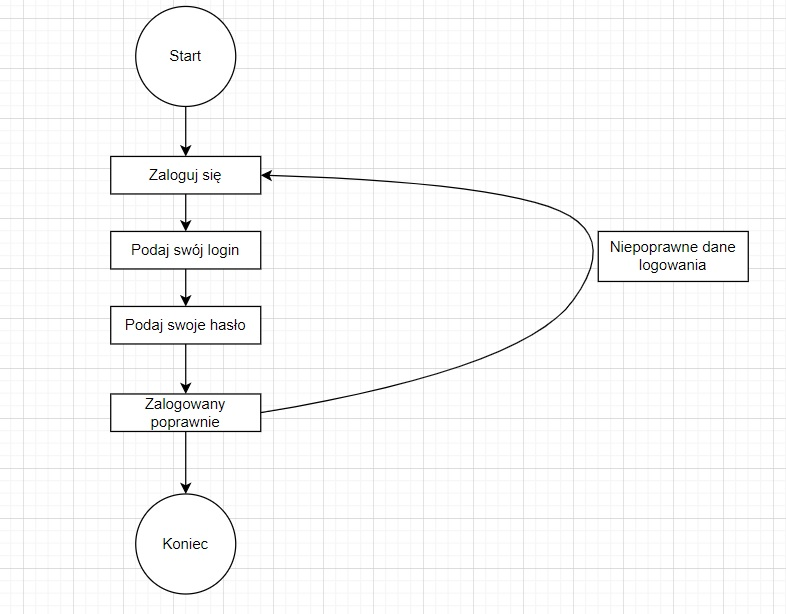 Start
Zaloguj się
Podaj swój login
Niepoprawne dane
logowania
Podaj swoje hasło
Zalogowany
poprawnie
Koniec